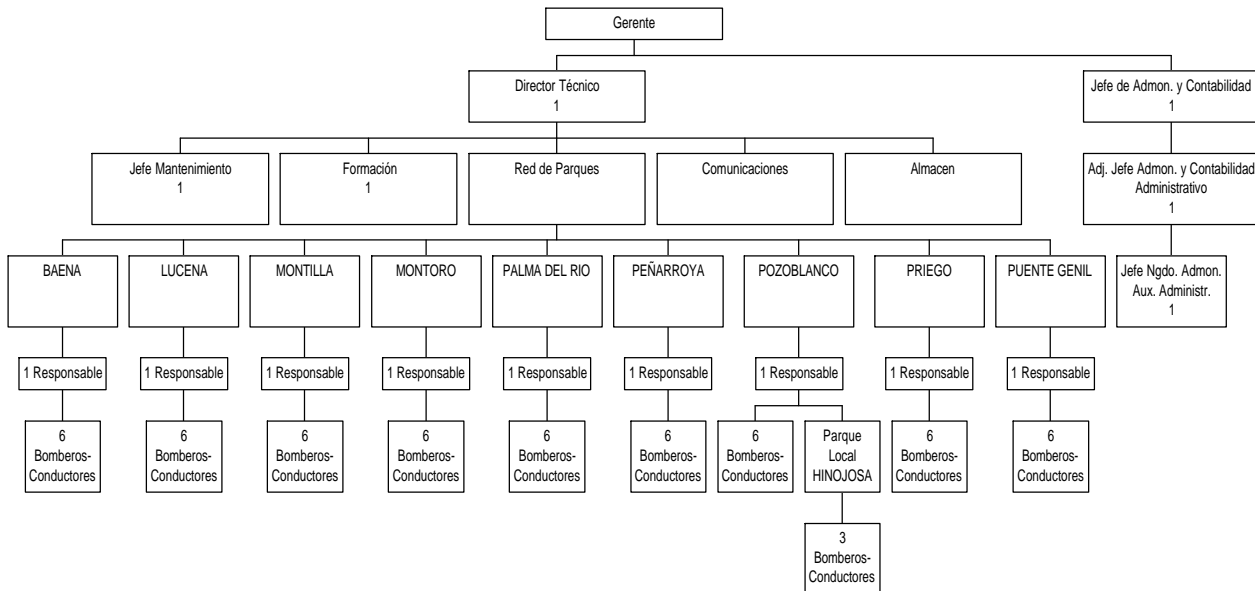 Gerente
Director Técnico
1
Jefe de Admon. y Contabilidad
1
Jefe Mantenimiento
1
Formación
1
Red de Parques
Comunicaciones
Almacen
Adj. Jefe Admon. y Contabilidad
Administrativo
1
BAENA
LUCENA
MONTILLA
MONTORO
PALMA DEL RIO
PEÑARROYA
POZOBLANCO
PRIEGO
PUENTE GENIL
Jefe Ngdo. Admon.
Aux. Administr.
1
1 Responsable
1 Responsable
1 Responsable
1 Responsable
1 Responsable
1 Responsable
1 Responsable
1 Responsable
1 Responsable
6
Bomberos-
Conductores
6
Bomberos-
Conductores
6
Bomberos-
Conductores
6
Bomberos-
Conductores
6
Bomberos-
Conductores
6
Bomberos-
Conductores
6
Bomberos-
Conductores
Parque
Local
HINOJOSA
6
Bomberos-
Conductores
6
Bomberos-
Conductores
3
Bomberos-
Conductores